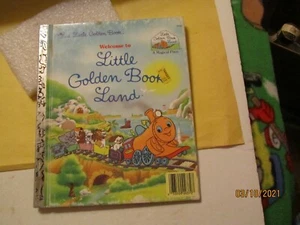 A Little Golden Book
Welcome to
Little
Golden Book
Land
03/10/2021